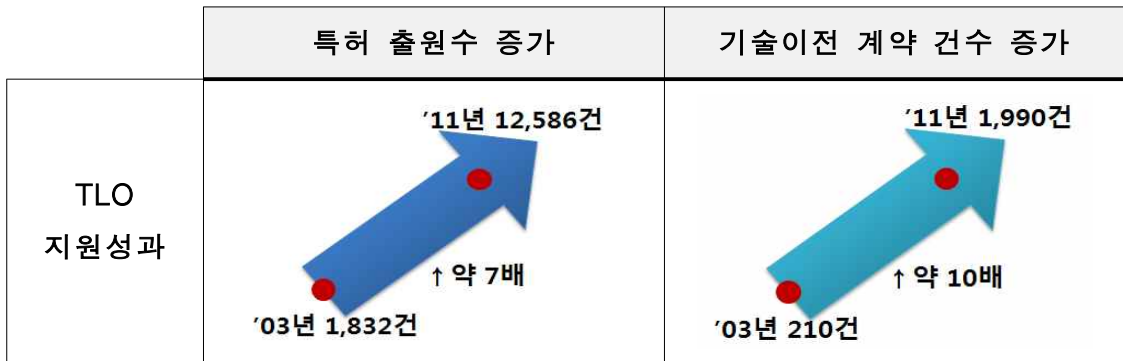 특허 출원수 증가
기술이전 계약 건수 증가
TLO
지원성과
’11년 12,586건
↑ 약 7배
’03년 1,832건
’11년 1,990건
↑ 약 10배
’03년 210건